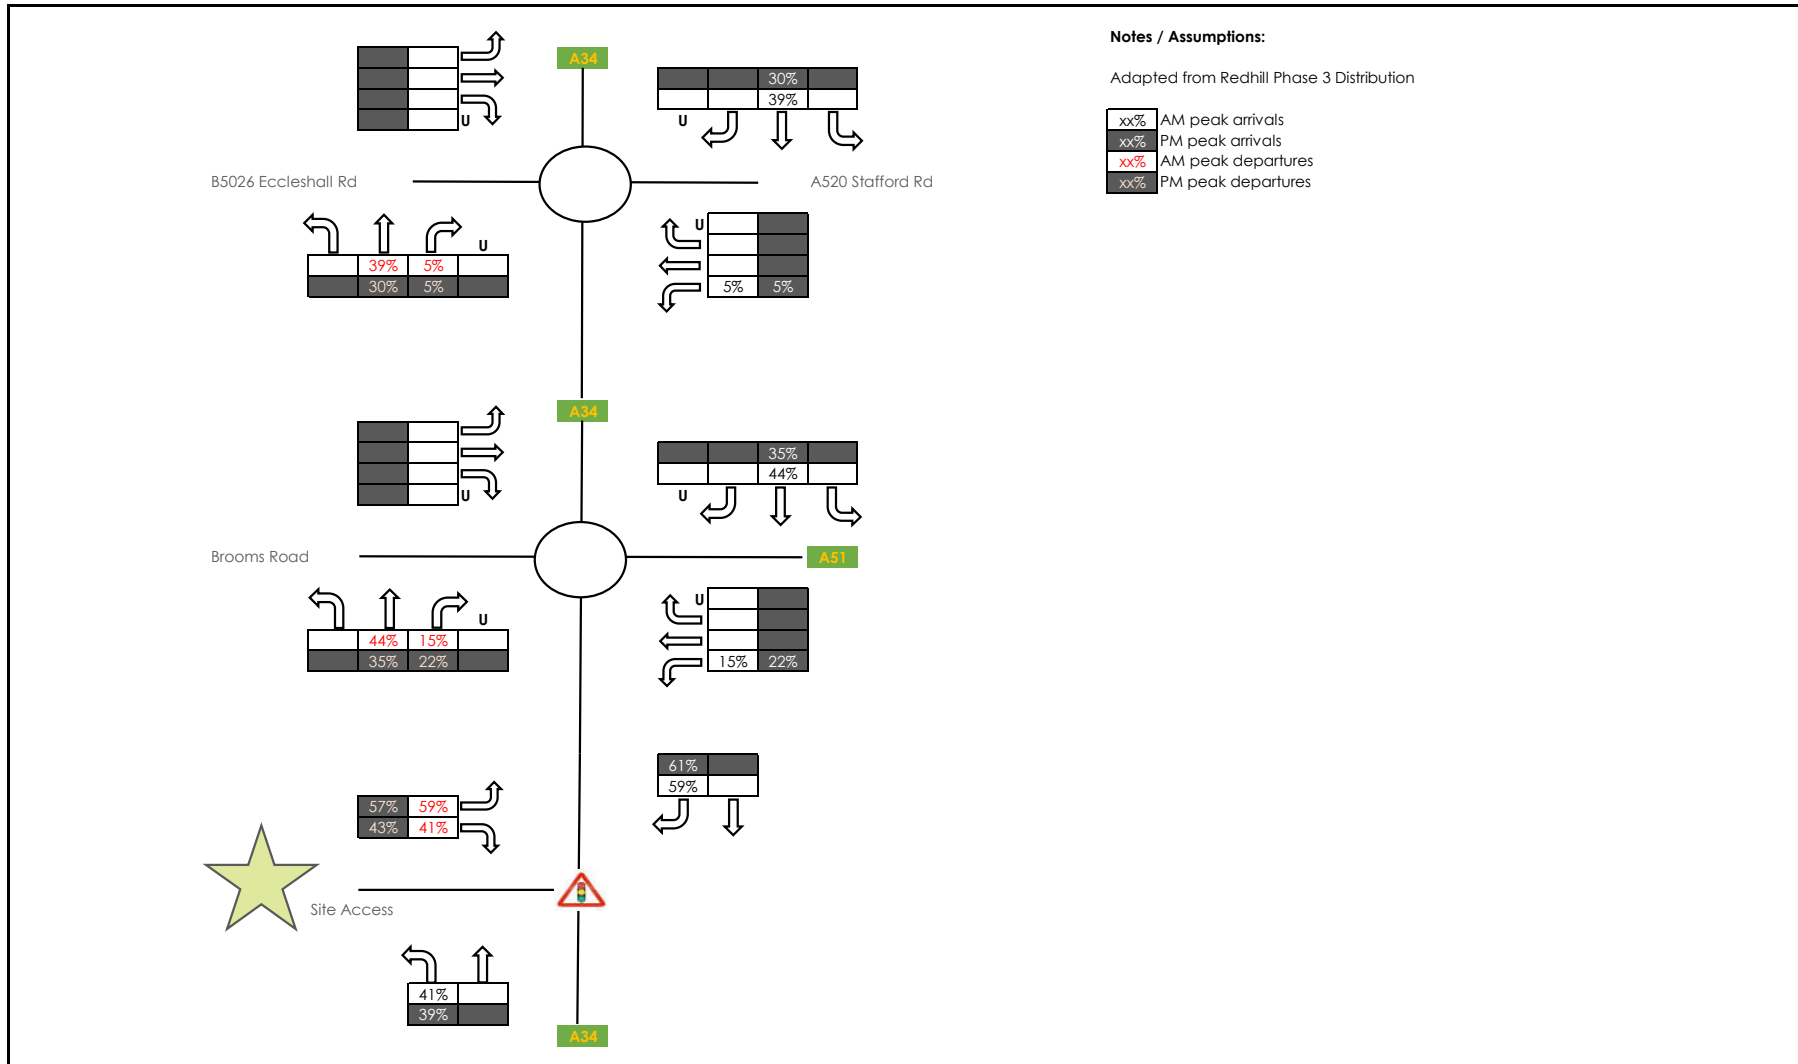 Notes / Assumptions:
Adapted from Redhill Phase 3 Distribution
xx% AM peak arrivals
xx% PM peak arrivals
xx% AM peak departures
xx% PM peak departures
A34
U
30%
39%
U
B5026 Eccleshall Rd
A520 Stafford Rd
U
39% 5%
30% 5%
U
5% 5%
A34
U
35%
44%
U
Brooms Road
A51
U
44% 15%
35% 22%
U
15% 22%
61%
59%
57% 59%
43% 41%
Site Access
41%
39%
A34